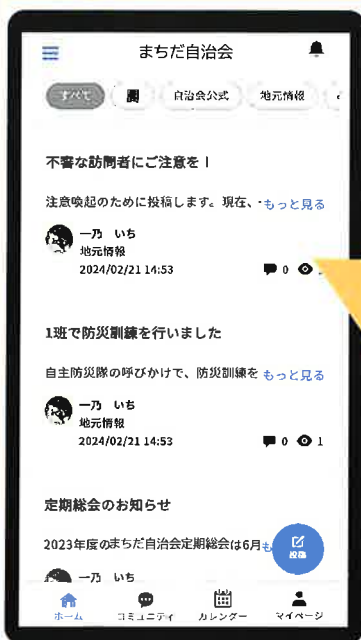 まちだ自治会
すべて
自治会公式
地元情報
不審な訪問者にご注意を!
注意喚起のために投稿します。現在、
もっと見る
一乃 いち
地元情報
2024/02/21 14:53
0
1班で防災訓練を行いました
自主防災隊の呼びかけで、防災訓練を
もっと見る
一乃 いち
地元情報
2024/02/21 14:53
0 1
定期総会のお知らせ
2023年度のまちだ自治会定期総会は6月
投稿
一乃 いち
ホーム
コミュニティ
カレンダー
マイページ